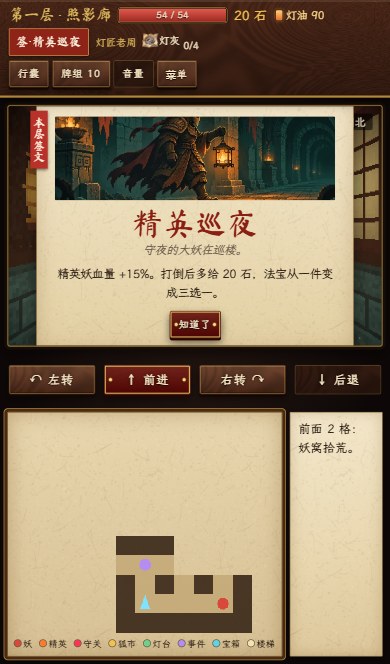 第一层·照影廊 54 / 54 20 石 灯油 90
签·精英巡夜 灯匠老周 灯灰 0/4
行囊 牌组 10 音量 菜单
本层签文
北
精英巡夜
守夜的大妖在巡楼。
精英妖血量 +15%。打倒后多给 20 石，法宝从一件变
成三选一。
知道了
↶ 左转 ↑ 前进 右转 ↷ ↓ 后退
前面 2 格：
妖窝拾荒。
妖 精英 守关 狐市 灯台 事件 宝箱 楼梯